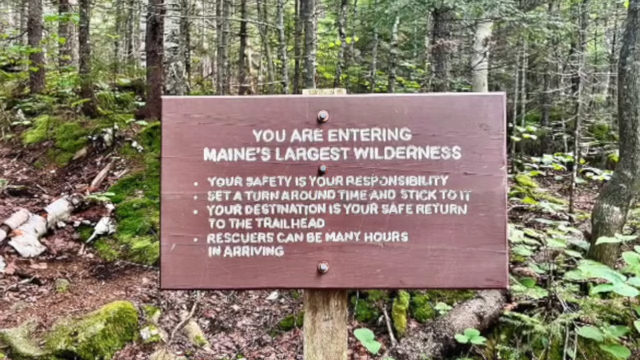 YOU ARE ENTERING
MAINE'S LARGEST WILDERNESS
• YOUR SAFETY IS YOUR RESPONSIBILITY
• SET A TURN AROUND TIME AND STICK TO IT
• YOUR DESTINATION IS YOUR SAFE RETURN
TO THE TRAILHEAD
• RESCUERS CAN BE MANY HOURS
IN ARRIVING